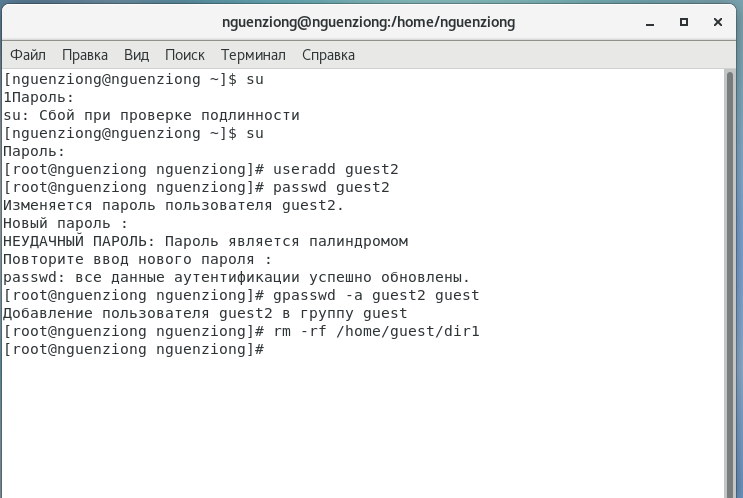 nguenziong@nguenziong:/home/nguenziong
Файл Правка Вид Поиск Терминал Справка
[nguenziong@nguenziong ~]$ su
1Пароль:
su: Сбой при проверке подлинности
[nguenziong@nguenziong ~]$ su
Пароль:
[root@nguenziong nguenziong]# useradd guest2
[root@nguenziong nguenziong]# passwd guest2
Изменяется пароль пользователя guest2.
Новый пароль :
НЕУДАЧНЫЙ ПАРОЛЬ: Пароль является палиндромом
Повторите ввод нового пароля :
passwd: все данные аутентификации успешно обновлены.
[root@nguenziong nguenziong]# gpasswd -a guest2 guest
Добавление пользователя guest2 в группу guest
[root@nguenziong nguenziong]# rm -rf /home/guest/dir1
[root@nguenziong nguenziong]#